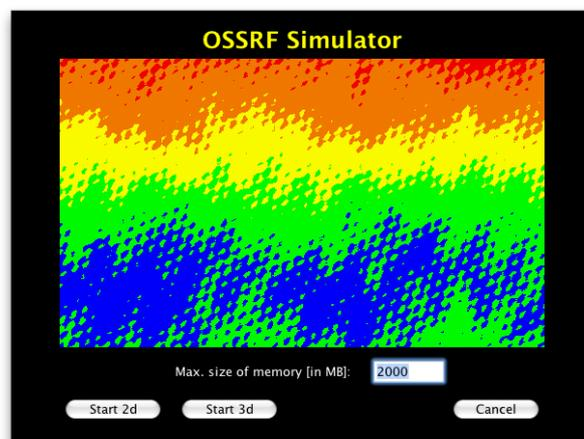 OSSRF Simulator
Max. size of memory [in MB]: 2000
Start 2d Start 3d Cancel